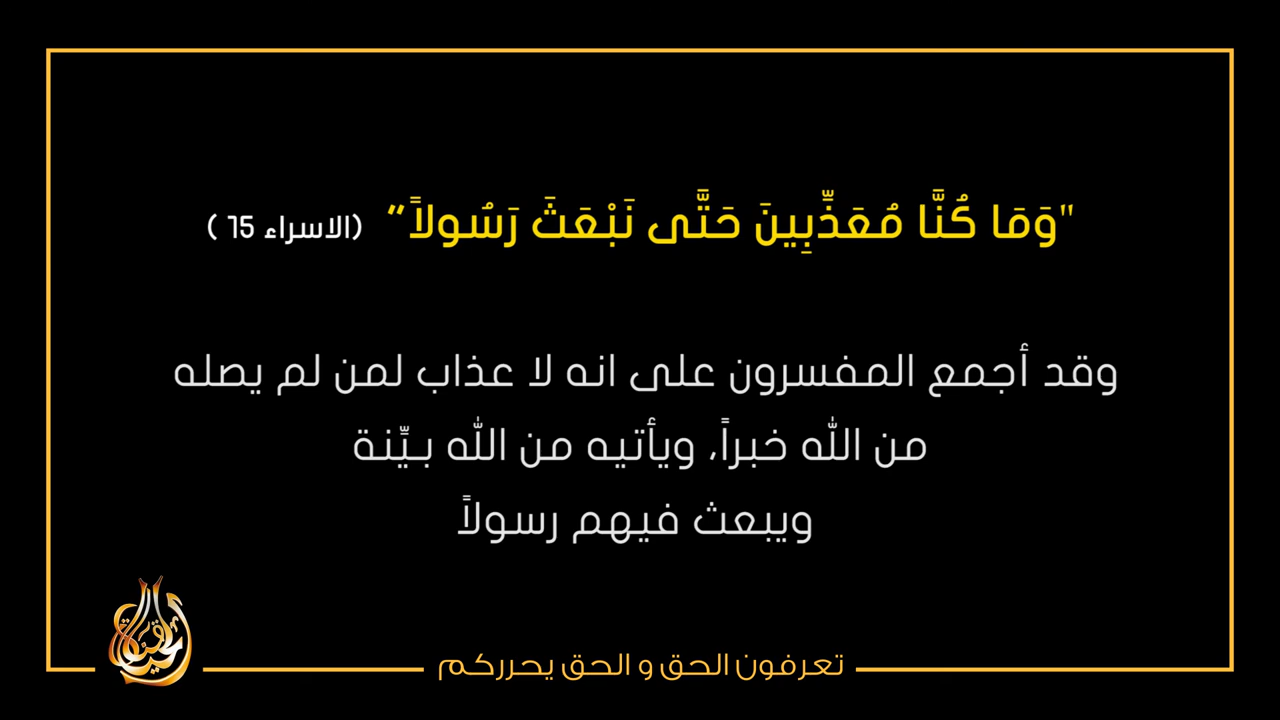 "وَمَا كُنَّا مُعَذِّبِينَ حَتَّى نَبْعَثَ رَسُولاً“ (الاسراء 15 )
وقد أجمع المفسرون على انه لا عذاب لمن لم يصله
من الله خبراً، ويأتيه من الله بـيِّنة
ويبعث فيهم رسولاً
تعرفون الحق و الحق يحرركم